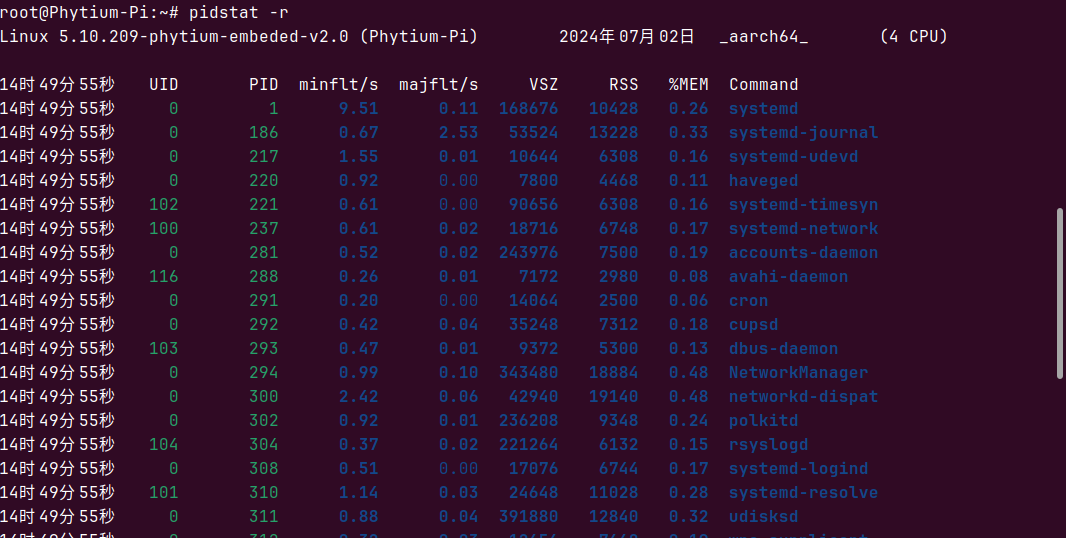 root@Phytium-Pi:~# pidstat -r
Linux 5.10.209-phytium-embeded-v2.0 (Phytium-Pi) 2024年07月02日 _aarch64_ (4 CPU)
14时49分55秒 UID PID minflt/s majflt/s VSZ RSS %MEM Command
14时49分55秒 0 1 9.51 0.11 168676 10428 0.26 systemd
14时49分55秒 0 186 0.67 2.53 53524 13228 0.33 systemd-journal
14时49分55秒 0 217 1.55 0.01 10644 6308 0.16 systemd-udevd
14时49分55秒 0 220 0.92 0.00 7800 4468 0.11 haveged
14时49分55秒 102 221 0.61 0.00 90656 6308 0.16 systemd-timesyn
14时49分55秒 100 237 0.61 0.02 18716 6748 0.17 systemd-network
14时49分55秒 0 281 0.52 0.02 243976 7500 0.19 accounts-daemon
14时49分55秒 116 288 0.26 0.01 7172 2980 0.08 avahi-daemon
14时49分55秒 0 291 0.20 0.00 14064 2500 0.06 cron
14时49分55秒 0 292 0.42 0.04 35248 7312 0.18 cupsd
14时49分55秒 103 293 0.47 0.01 9372 5300 0.13 dbus-daemon
14时49分55秒 0 294 0.99 0.10 343480 18884 0.48 NetworkManager
14时49分55秒 0 300 2.42 0.06 42940 19140 0.48 networkd-dispat
14时49分55秒 0 302 0.92 0.01 236208 9348 0.24 polkitd
14时49分55秒 104 304 0.37 0.02 221264 6132 0.15 rsyslogd
14时49分55秒 0 308 0.51 0.00 17076 6744 0.17 systemd-logind
14时49分55秒 101 310 1.14 0.03 24648 11028 0.28 systemd-resolve
14时49分55秒 0 311 0.88 0.04 391880 12840 0.32 udisksd
14时49分55秒 0